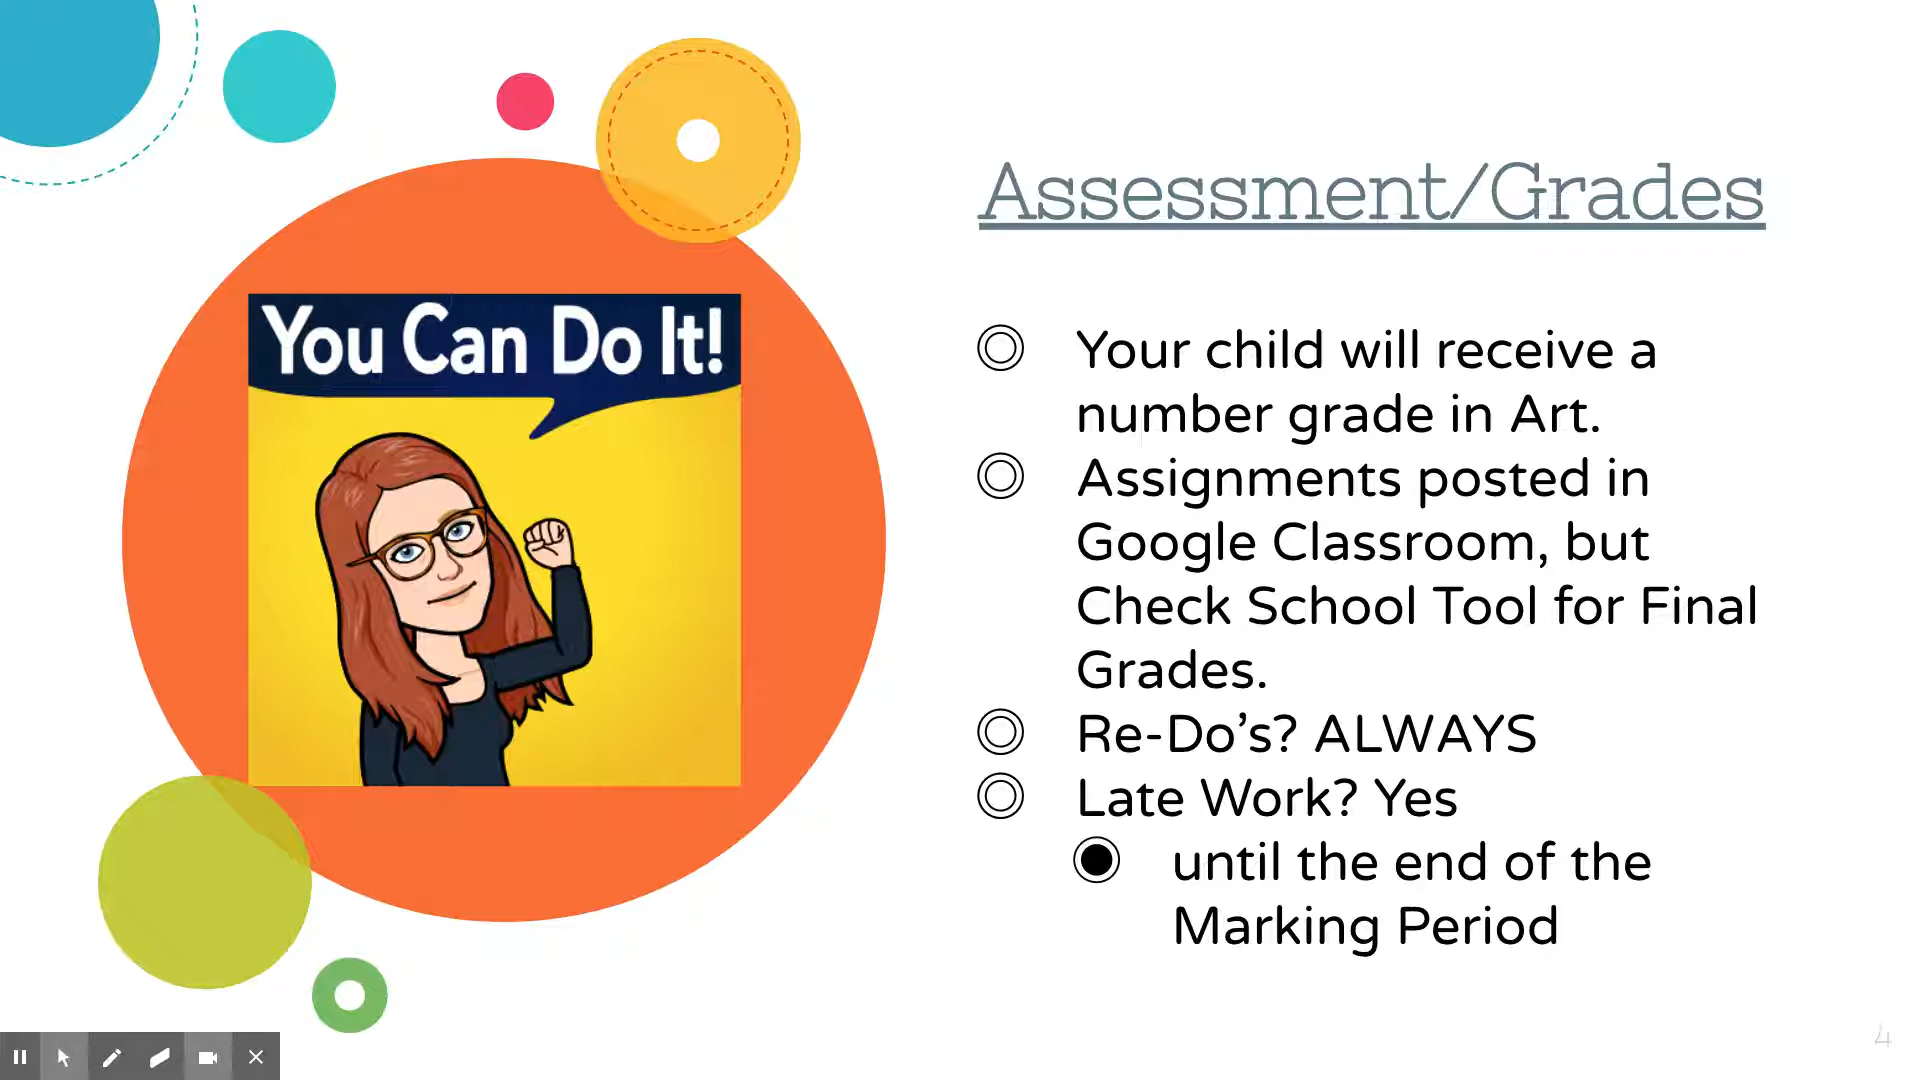 You Can Do It!
Assessment/Grades
Your child will receive a
number grade in Art.
Assignments posted in
Google Classroom, but
Check School Tool for Final
Grades.
Re-Do’s? ALWAYS
Late Work? Yes
until the end of the
Marking Period
4